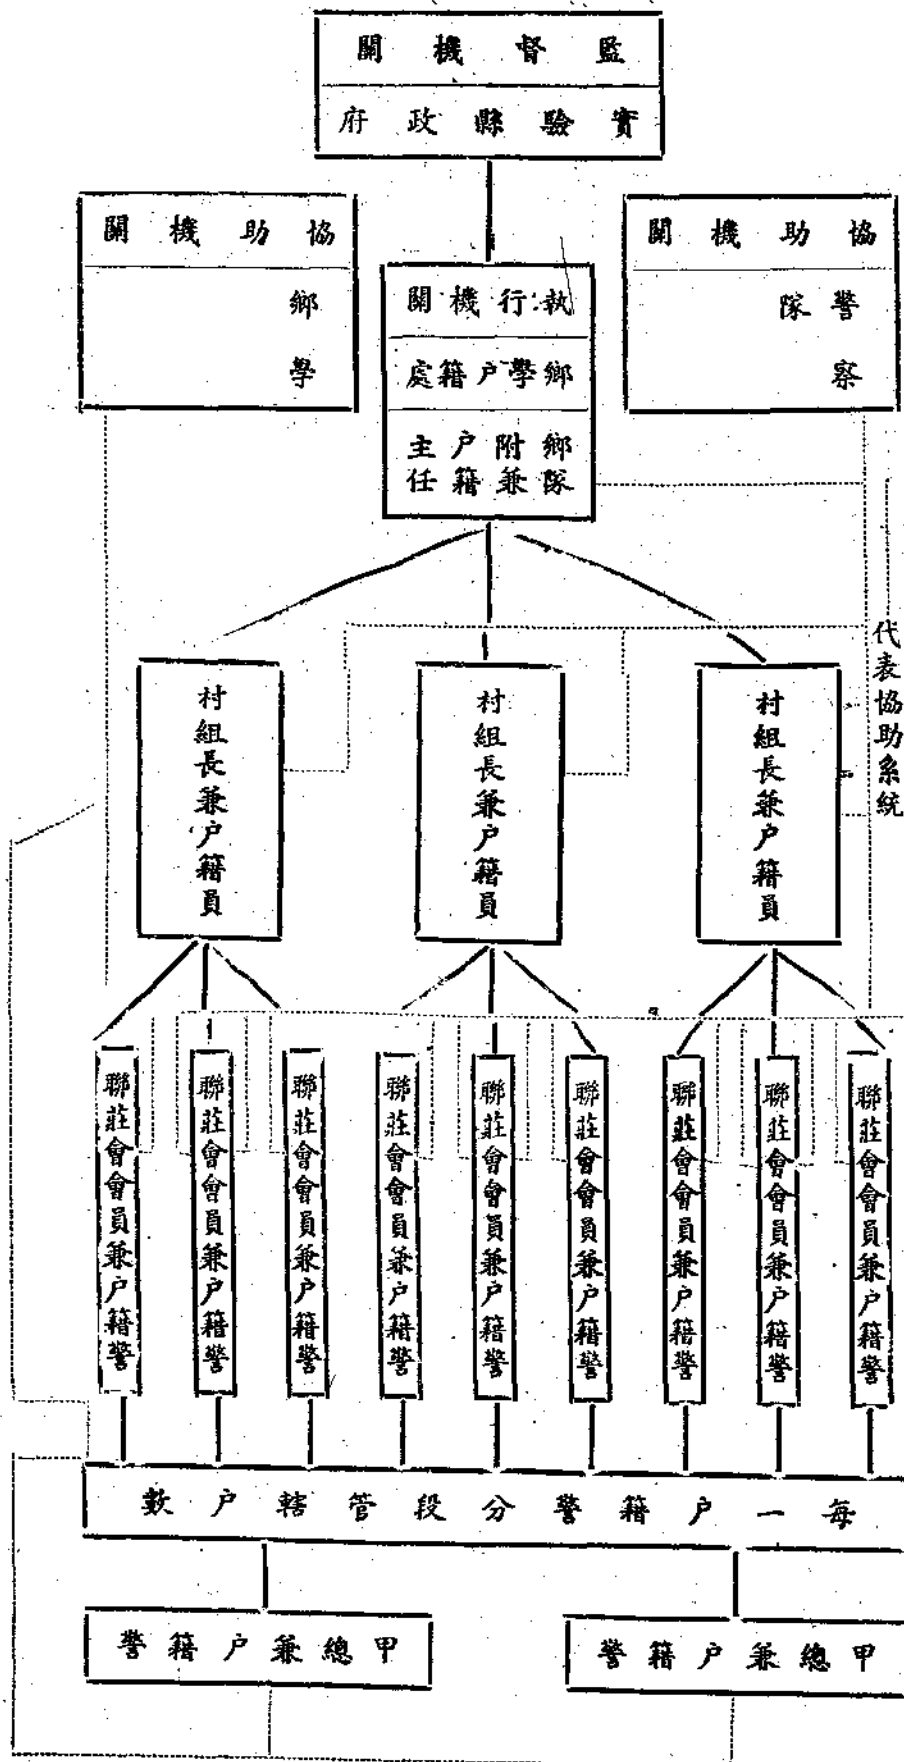 監督機關
實驗縣政府
協助機關
警察隊
執行機關
鄉學戶籍處
鄉隊附兼戶籍主任
協助機關
鄉學
代表協助系統
村組長兼戶籍員
村組長兼戶籍員
村組長兼戶籍員
聯莊會會員兼戶籍警
聯莊會會員兼戶籍警
聯莊會會員兼戶籍警
聯莊會會員兼戶籍警
聯莊會會員兼戶籍警
聯莊會會員兼戶籍警
聯莊會會員兼戶籍警
聯莊會會員兼戶籍警
聯莊會會員兼戶籍警
每一戶籍警分段管轄戶數
甲總兼戶籍警
甲總兼戶籍警